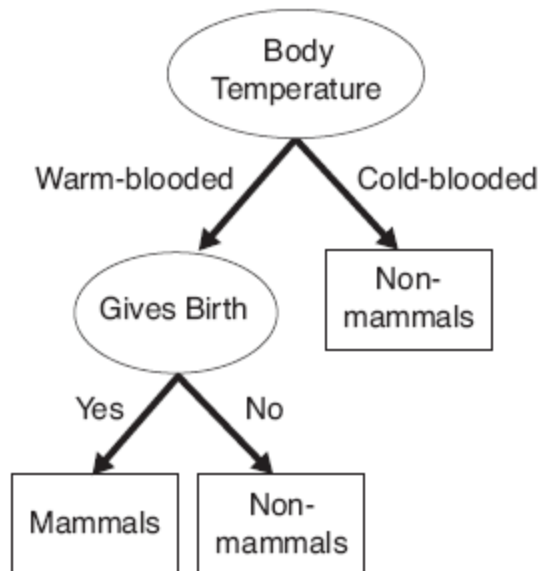 Body
Temperature
Warm-blooded
Cold-blooded
Gives Birth
Non-
mammals
Yes
No
Mammals
Non-
mammals